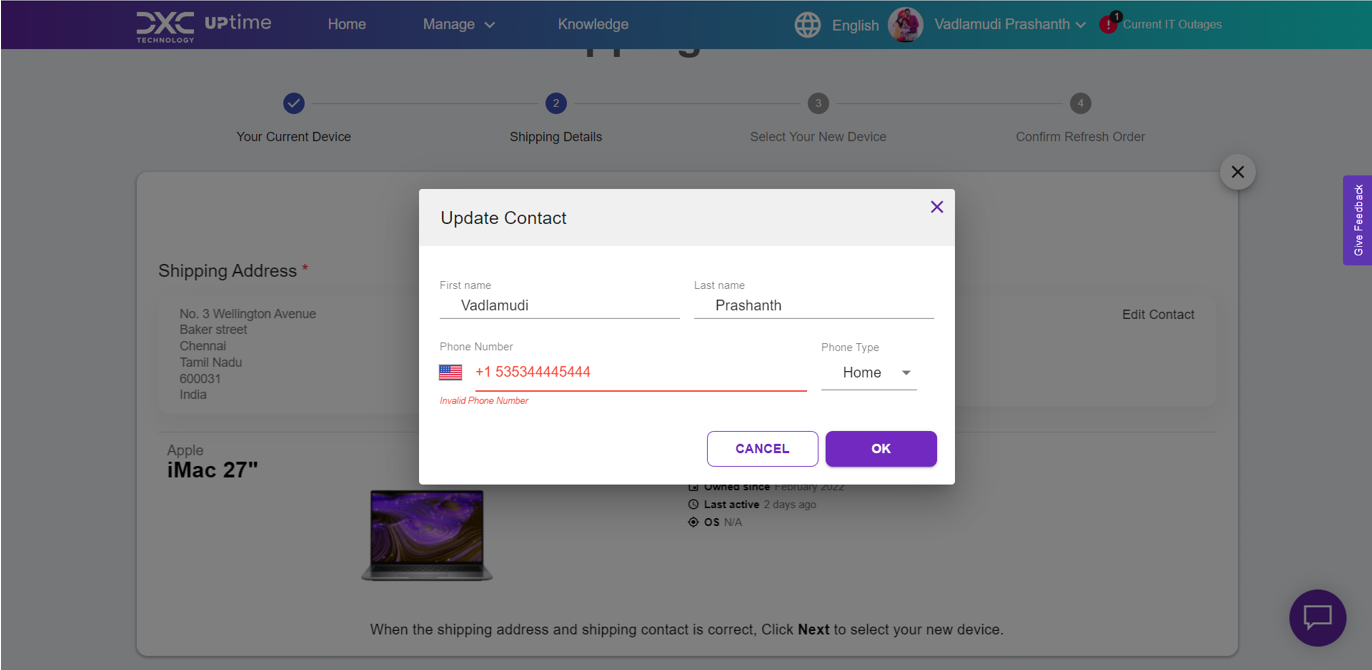 DXC TECHNOLOGY UPtime Home Manage Knowledge English Vadlamudi Prashanth ! 1 Current IT Outages
2 3 4
Your Current Device Shipping Details Select Your New Device Confirm Refresh Order
Give Feedback
Update Contact
Shipping Address *
No. 3 Wellington Avenue
Baker street
Chennai
Tamil Nadu
600031
India
Edit Contact
First name Last name
Vadlamudi Prashanth
Phone Number Phone Type
+1 535344445444 Home
Invalid Phone Number
CANCEL OK
Apple
iMac 27"
Owned since February 2022
Last active 2 days ago
OS N/A
When the shipping address and shipping contact is correct, Click Next to select your new device.